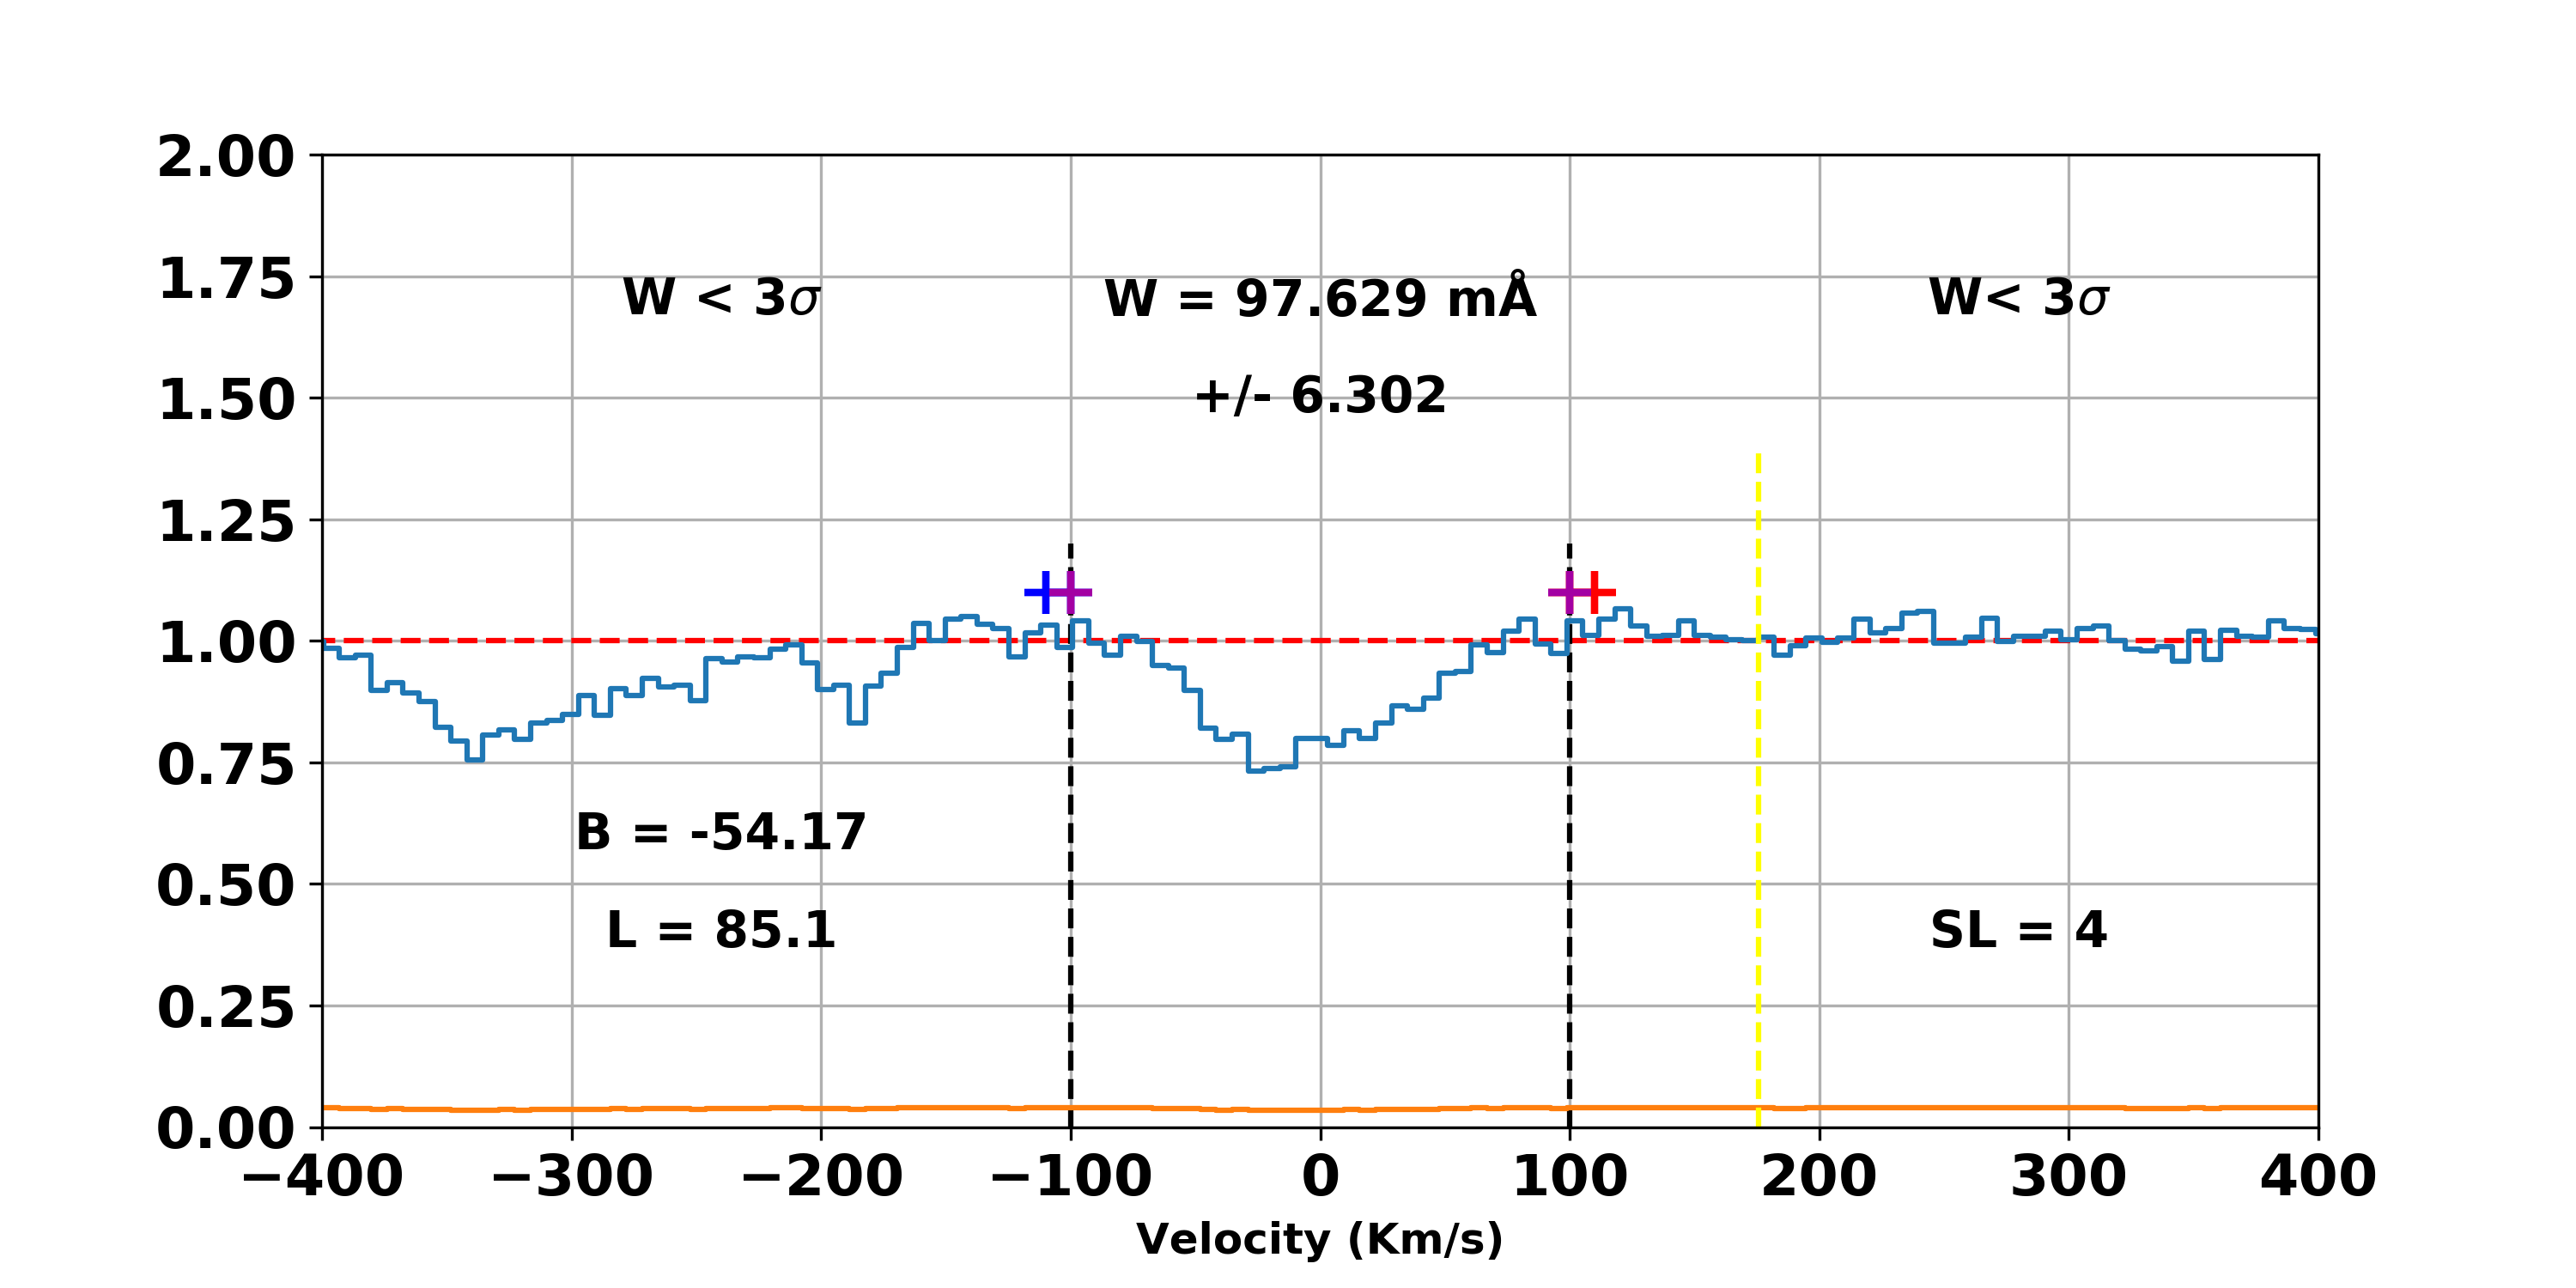 2.00
1.75
1.50
1.25
1.00
0.75
0.50
0.25
0.00
W < 3σ
W = 97.629 mÅ
W< 3σ
+/- 6.302
B = -54.17
L = 85.1
SL = 4
−400 −300 −200 −100 0 100 200 300 400
Velocity (Km/s)